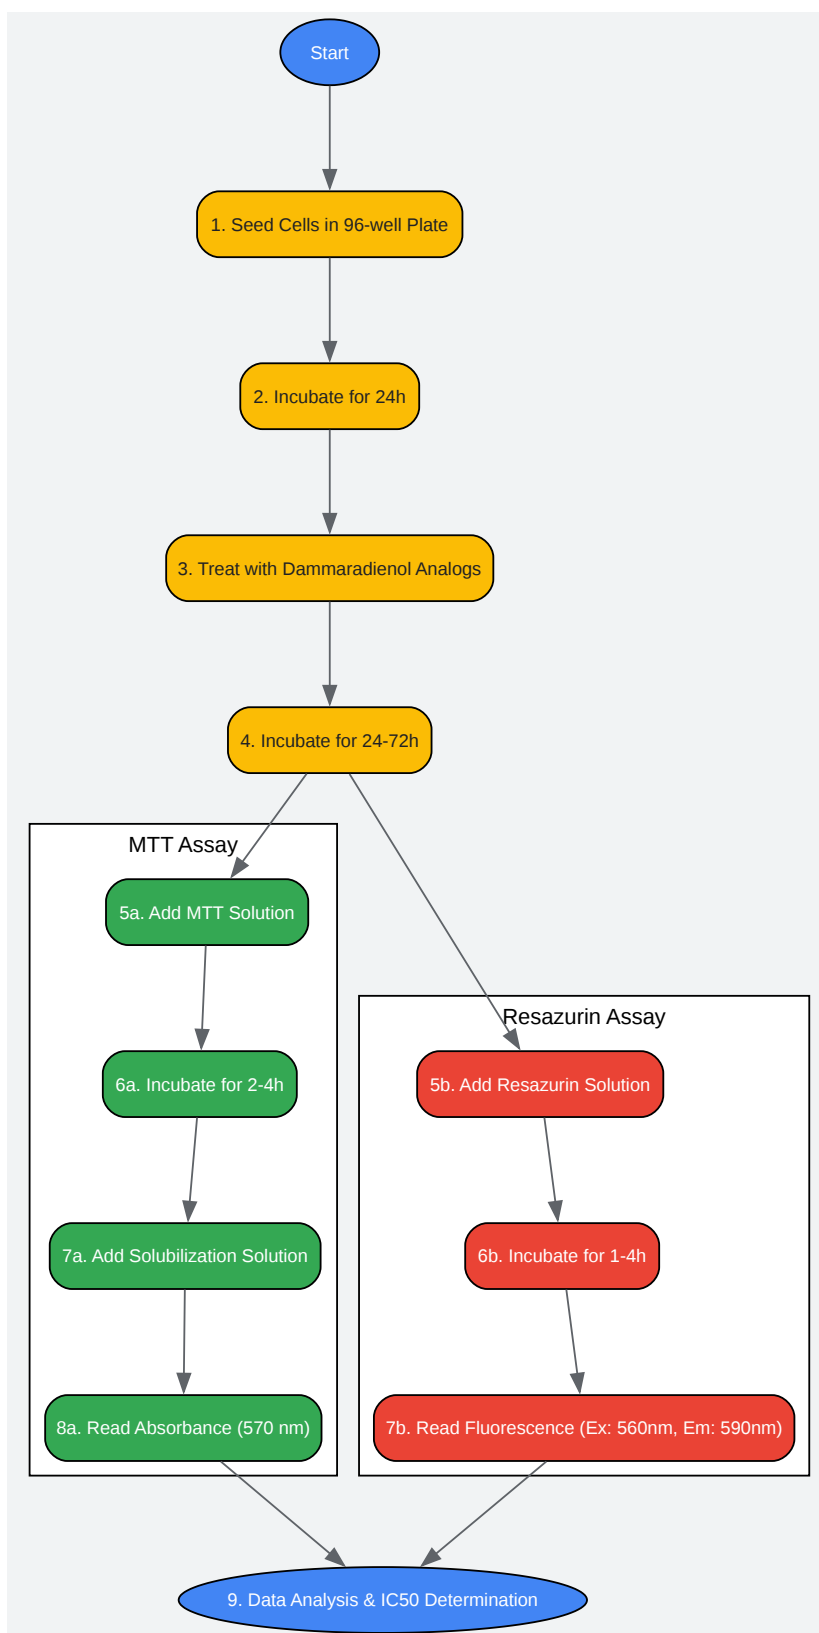 Start
1. Seed Cells in 96-well Plate
2. Incubate for 24h
3. Treat with Dammaradienol Analogs
4. Incubate for 24-72h
MTT Assay
5a. Add MTT Solution
6a. Incubate for 2-4h
7a. Add Solubilization Solution
8a. Read Absorbance (570 nm)
Resazurin Assay
5b. Add Resazurin Solution
6b. Incubate for 1-4h
7b. Read Fluorescence (Ex: 560nm, Em: 590nm)
9. Data Analysis & IC50 Determination